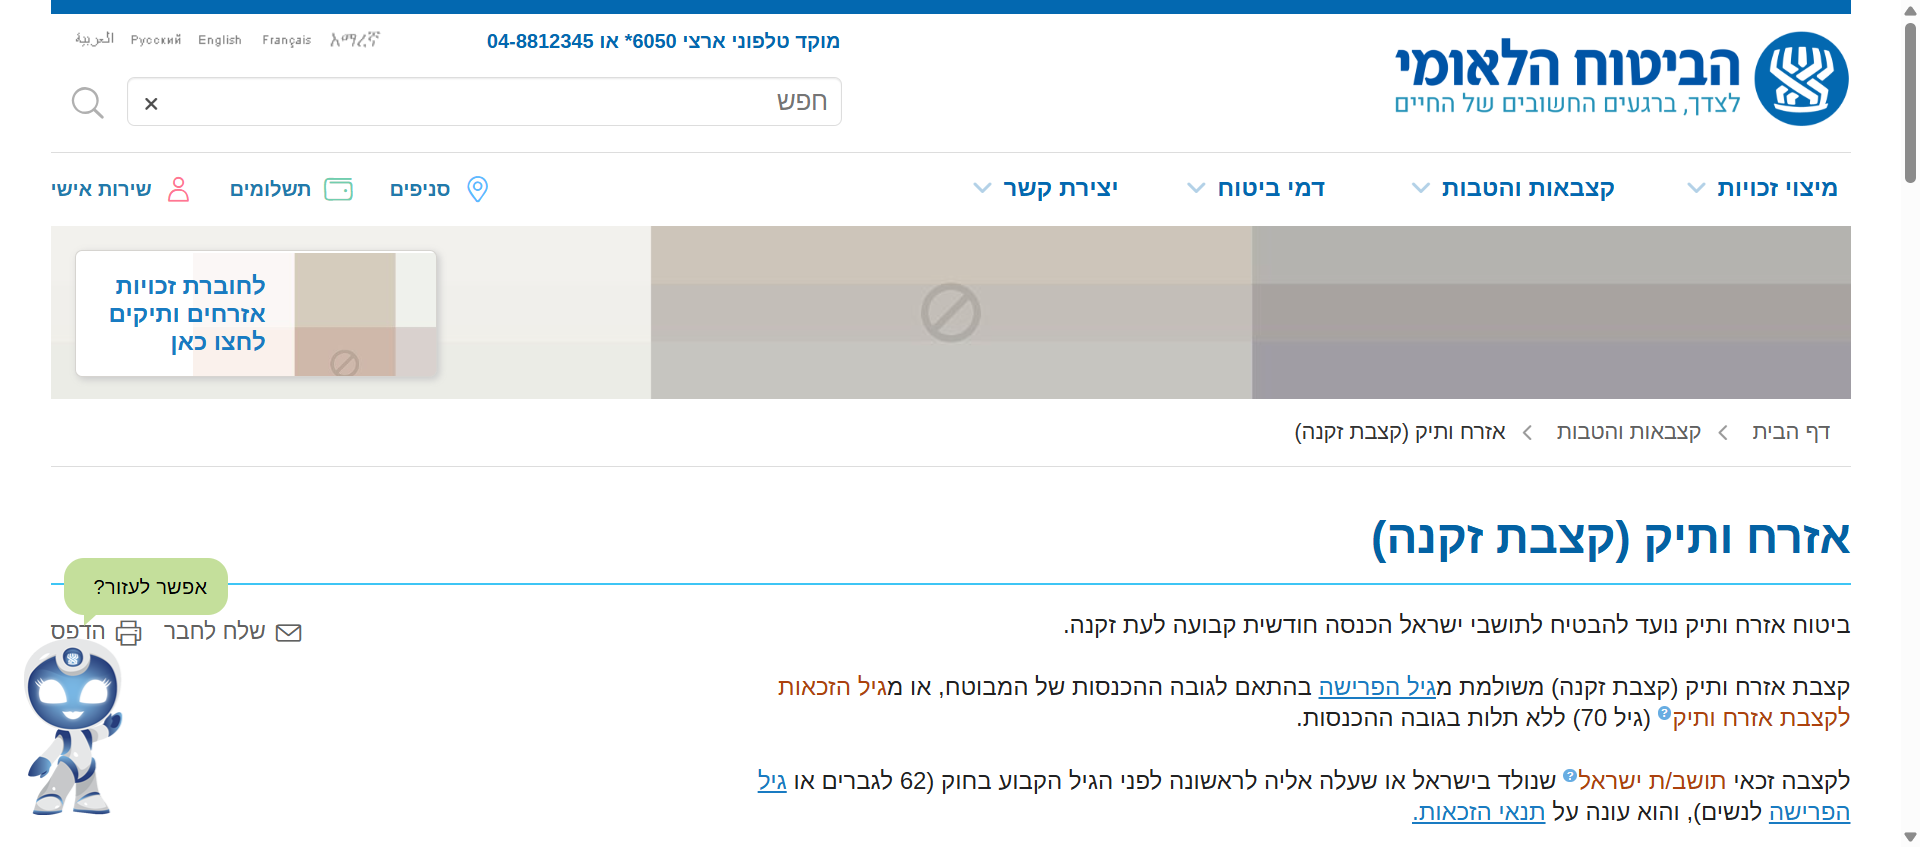 הביטוח הלאומי
לצדך, ברגעים החשובים של החיים
מוקד טלפוני ארצי 6050* או 04-8812345
አማረኛ Français English Русский العربية
חפש
מיצוי זכויות
קצבאות והטבות
דמי ביטוח
יצירת קשר
סניפים
תשלומים
שירות אישי
לחוברת זכויות
אזרחים ותיקים
לחצו כאן
דף הבית
קצבאות והטבות
אזרח ותיק (קצבת זקנה)
אזרח ותיק (קצבת זקנה)
אפשר לעזור?
שלח לחבר
הדפס
ביטוח אזרח ותיק נועד להבטיח לתושבי ישראל הכנסה חודשית קבועה לעת זקנה.
קצבת אזרח ותיק (קצבת זקנה) משולמת מגיל הפרישה בהתאם לגובה ההכנסות של המבוטח, או מגיל הזכאות
לקצבת אזרח ותיק (גיל 70) ללא תלות בגובה ההכנסות.
לקצבה זכאי תושב/ת ישראל שנולד בישראל או שעלה אליה לראשונה לפני הגיל הקבוע בחוק (62 לגברים או גיל
הפרישה לנשים), והוא עונה על תנאי הזכאות.